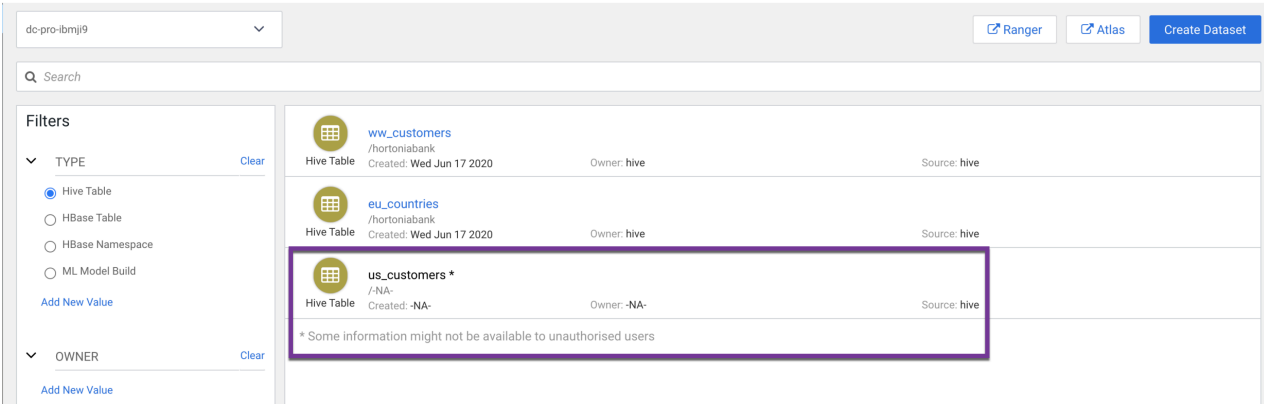 dc-pro-ibmji9
Ranger
Atlas
Create Dataset
Search
Filters
TYPE Clear
Hive Table
HBase Table
HBase Namespace
ML Model Build
Add New Value
OWNER Clear
Add New Value
ww_customers
/hortoniabank
Hive Table Created: Wed Jun 17 2020 Owner: hive Source: hive
eu_countries
/hortoniabank
Hive Table Created: Wed Jun 17 2020 Owner: hive Source: hive
us_customers *
/-NA-
Hive Table Created: -NA- Owner: -NA- Source: hive
* Some information might not be available to unauthorised users